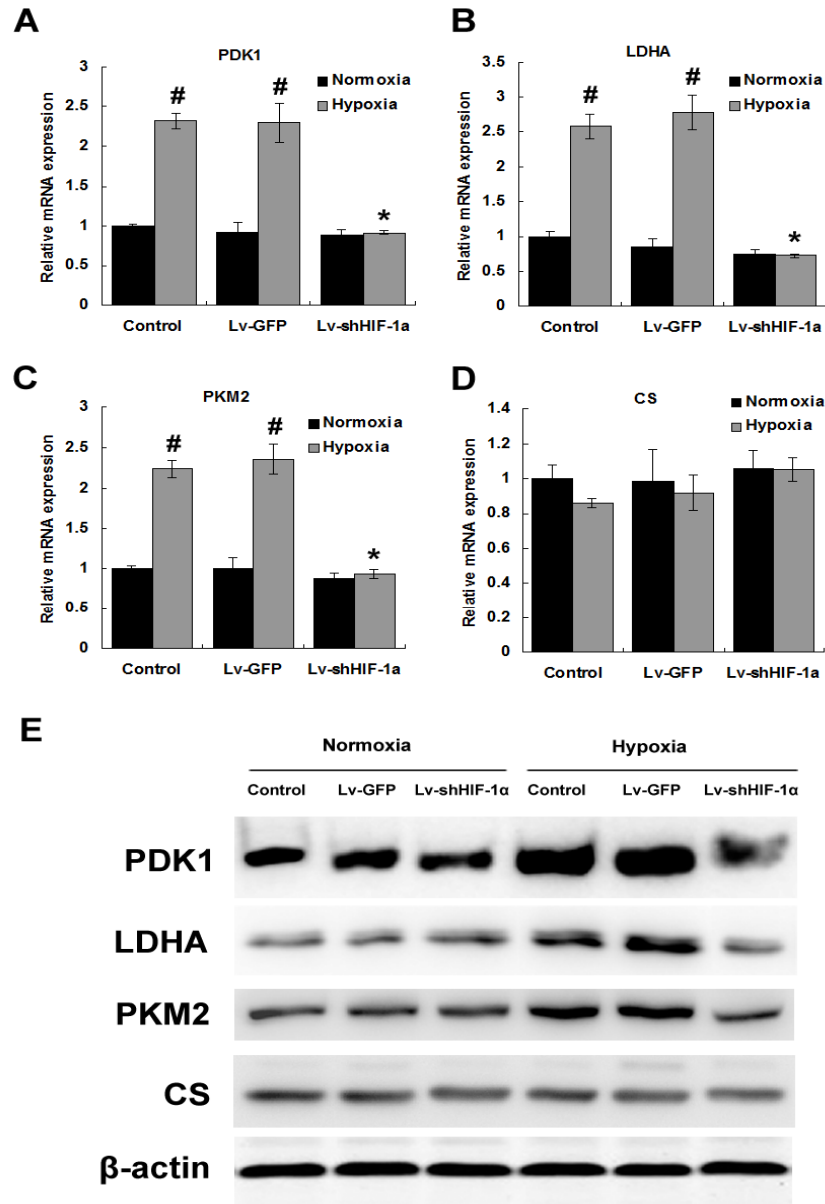 A
PDK1
Normoxia
Hypoxia
Relative mRNA expression
3
2.5
2
1.5
1
0.5
0
#
#
*
Control Lv-GFP Lv-shHIF-1a
B
LDHA
Normoxia
Hypoxia
Relative mRNA expression
3.5
3
2.5
2
1.5
1
0.5
0
#
#
*
Control Lv-GFP Lv-shHIF-1a
C
PKM2
Normoxia
Hypoxia
Relative mRNA expression
3
2.5
2
1.5
1
0.5
0
#
#
*
Control Lv-GFP Lv-shHIF-1a
D
CS
Normoxia
Hypoxia
Relative mRNA expression
1.4
1.2
1
0.8
0.6
0.4
0.2
0
Control Lv-GFP Lv-shHIF-1a
E
Normoxia Hypoxia
Control Lv-GFP Lv-shHIF-1α Control Lv-GFP Lv-shHIF-1α
PDK1
LDHA
PKM2
CS
β-actin